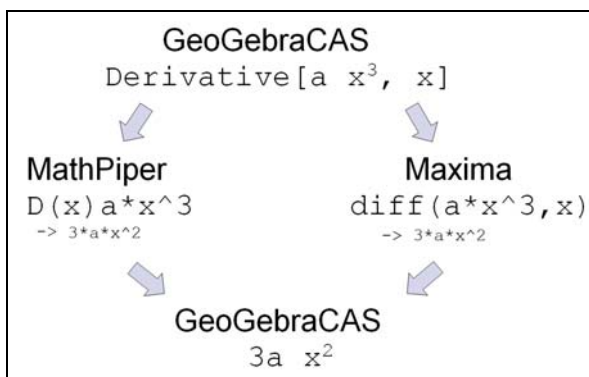 GeoGebraCAS
Derivative[a x³, x]
MathPiper
D(x)a*x^3
-> 3*a*x^2
Maxima
diff(a*x^3,x)
-> 3*a*x^2
GeoGebraCAS
3a x²